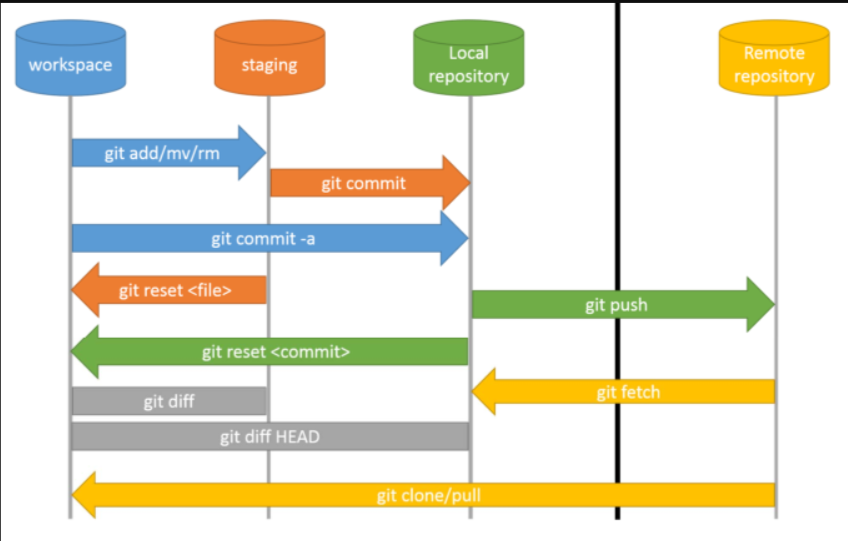 workspace
staging
Local
repository
Remote
repository
git add/mv/rm
git commit
git commit -a
git reset <file>
git push
git reset <commit>
git diff
git fetch
git diff HEAD
git clone/pull